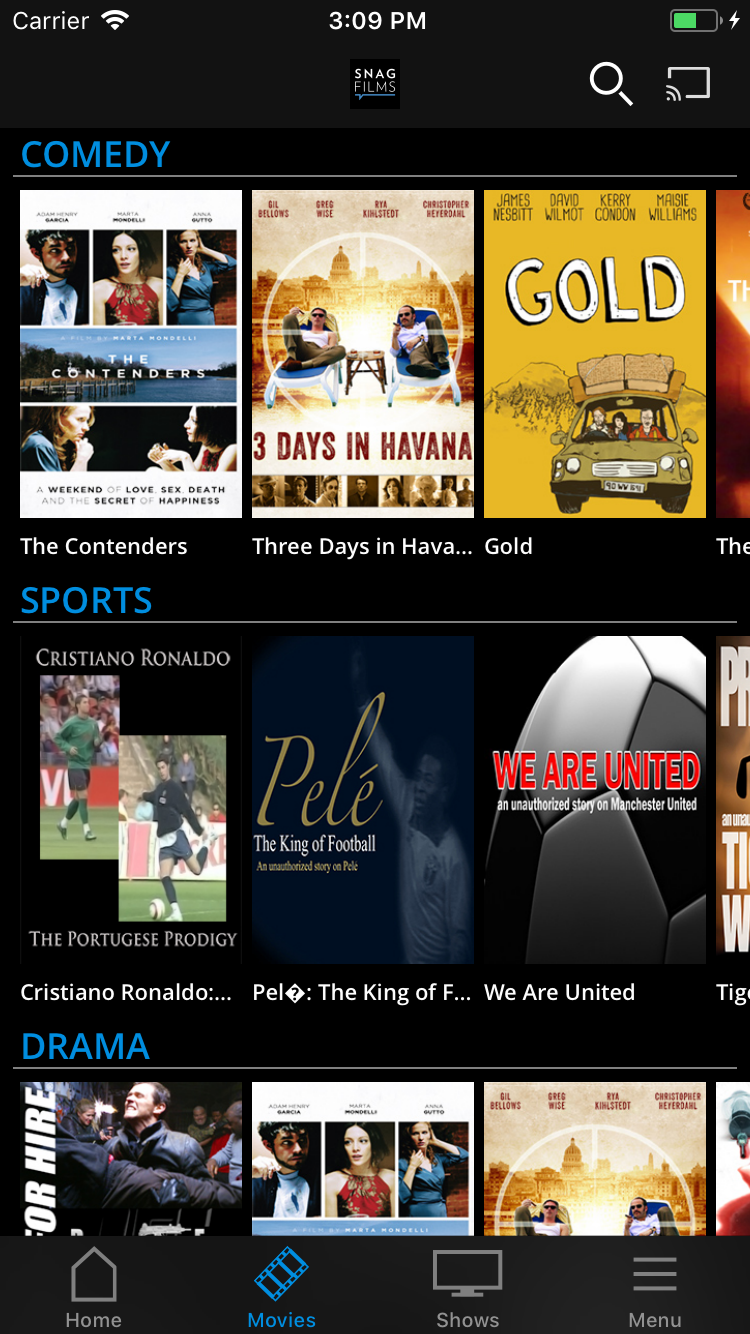 Carrier 3:09 PM
SNAG
FILMS
COMEDY
ADAM HENRY GARCIA MARTA MONDELLI ANNA GUTTO
A FILM BY MARTA MONDELLI
THE
CONTENDERS
A WEEKEND OF LOVE, SEX, DEATH
AND THE SECRET OF HAPPINESS
GIL BELLOWS GREG WISE RYA KIHLSTEDT CHRISTOPHER HEYERDAHL
3 DAYS IN HAVANA
JAMES NESBITT DAVID WILMOT KERRY CONDON MAISIE WILLIAMS
GOLD
TH
The Contenders Three Days in Hava... Gold The
SPORTS
CRISTIANO RONALDO
THE PORTUGESE PRODIGY
Pelé
The King of Football
An unauthorized story on Pelé
WE ARE UNITED
an unauthorized story on Manchester United
PR
an unau
TI
W
Cristiano Ronaldo:... Pel�: The King of F... We Are United Tige
DRAMA
FOR HIRE
ADAM HENRY GARCIA MARTA MONDELLI ANNA GUTTO
A FILM BY MARTA MONDELLI
GIL BELLOWS GREG WISE RYA KIHLSTEDT CHRISTOPHER HEYERDAHL
Home Movies Shows Menu